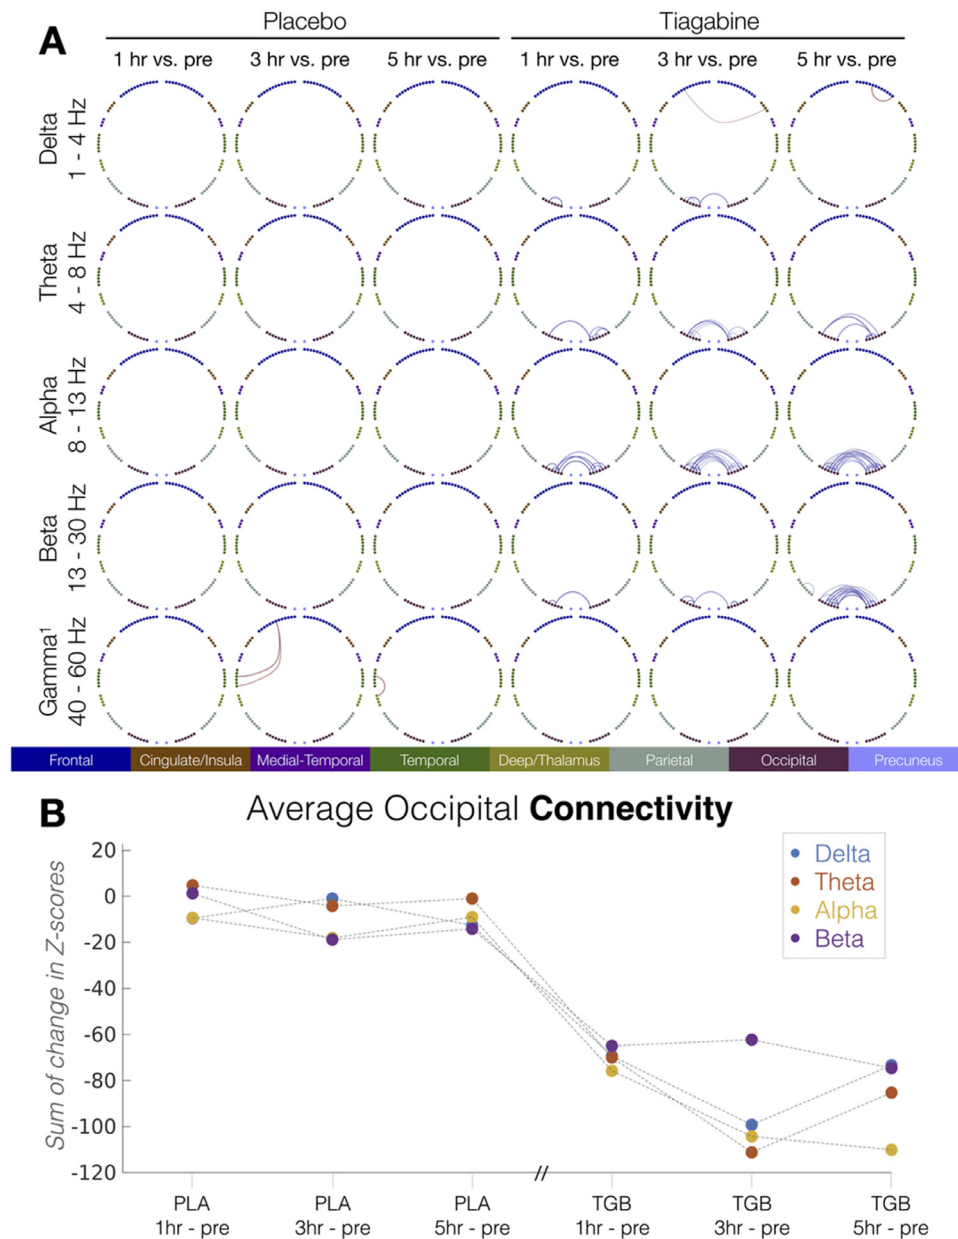 A
Placebo
Tiagabine
1 hr vs. pre
3 hr vs. pre
5 hr vs. pre
1 hr vs. pre
3 hr vs. pre
5 hr vs. pre
Delta
1 - 4 Hz
Theta
4 - 8 Hz
Alpha
8 - 13 Hz
Beta
13 - 30 Hz
Gamma¹
40 - 60 Hz
Frontal
Cingulate/Insula
Medial-Temporal
Temporal
Deep/Thalamus
Parietal
Occipital
Precuneus
B
Average Occipital Connectivity
Delta
Theta
Alpha
Beta
Sum of change in Z-scores
20
0
-20
-40
-60
-80
-100
-120
//
PLA
1hr - pre
PLA
3hr - pre
PLA
5hr - pre
TGB
1hr - pre
TGB
3hr - pre
TGB
5hr - pre